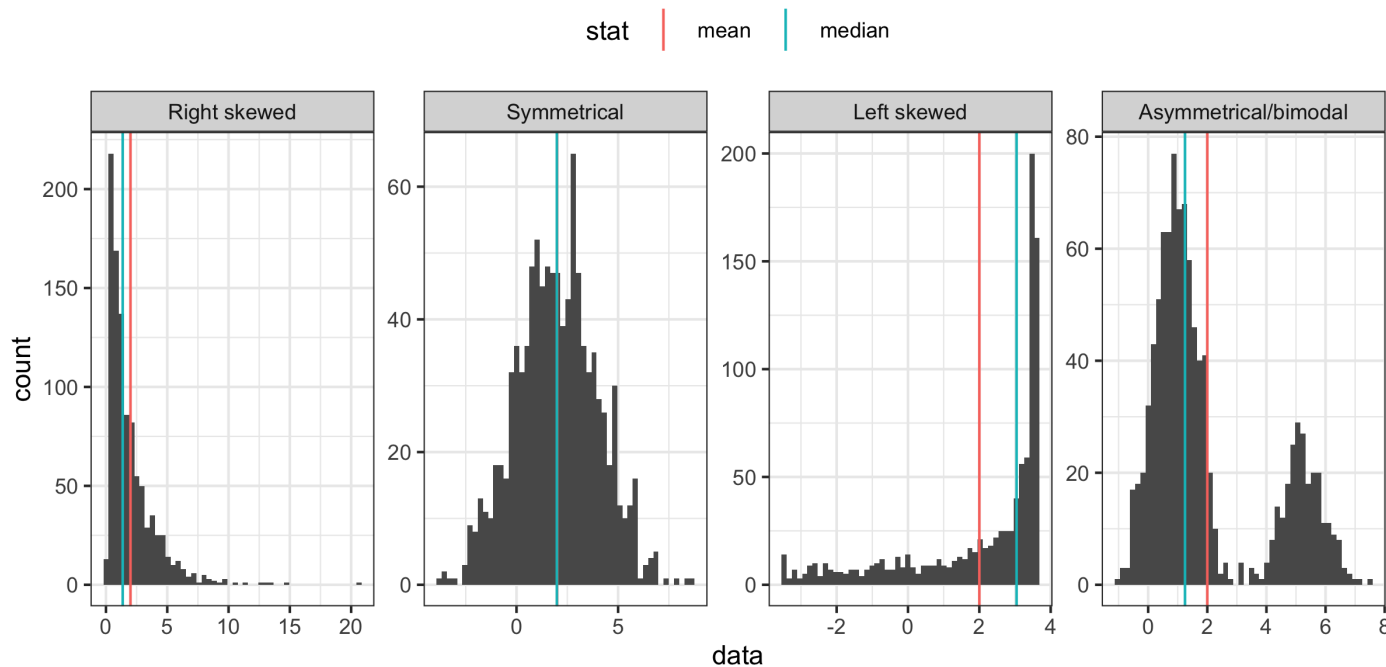 stat mean median
Right skewed Symmetrical Left skewed Asymmetrical/bimodal
count
200
150
100
50
0
0 5 10 15 20
60
40
20
0
0 5
200
150
100
50
0
-2 0 2 4
80
60
40
20
0
0 2 4 6 8
data